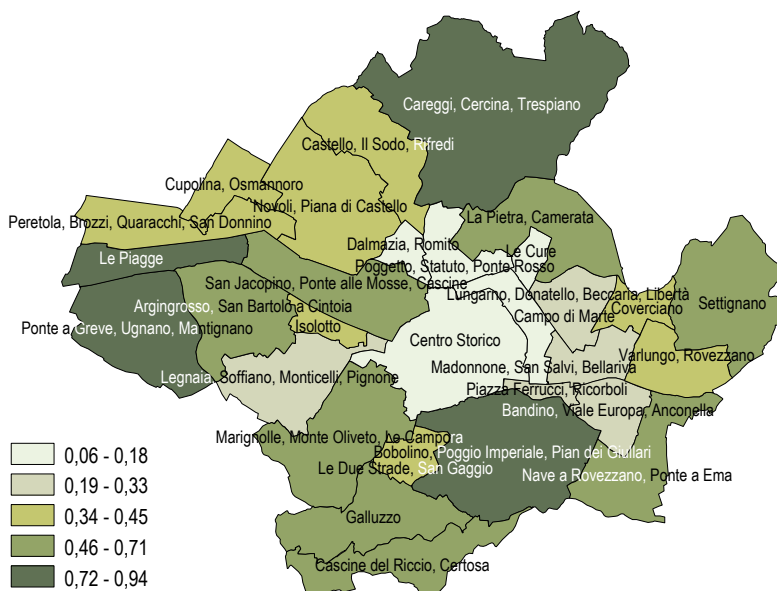 Careggi, Cercina, Trespiano
Castello, Il Sodo, Rifredi
Cupolina, Osmannoro
Novoli, Piana di Castello
Peretola, Brozzi, Quaracchi, San Donnino
La Pietra, Camerata
Dalmazia, Romito
Le Cure
Le Piagge
Poggetto, Statuto, Ponte Rosso
San Jacopino, Ponte alle Mosse, Cascine
Lungarno, Donatello, Beccaria, Libertà
Settignano
Argingrosso, San Bartolo a Cintoia
Coverciano
Campo di Marte
Ponte a Greve, Ugnano, Mantignano
Isolotto
Centro Storico
Varlungo, Rovezzano
Madonnone, San Salvi, Bellariva
Legnaia, Soffiano, Monticelli, Pignone
Piazza Ferrucci, Ricorboli
Bandino, Viale Europa, Anconella
Marignolle, Monte Oliveto, Le Campora
Bobolino, Poggio Imperiale, Pian dei Giullari
Le Due Strade, San Gaggio
Nave a Rovezzano, Ponte a Ema
Galluzzo
Cascine del Riccio, Certosa
0,06 - 0,18
0,19 - 0,33
0,34 - 0,45
0,46 - 0,71
0,72 - 0,94